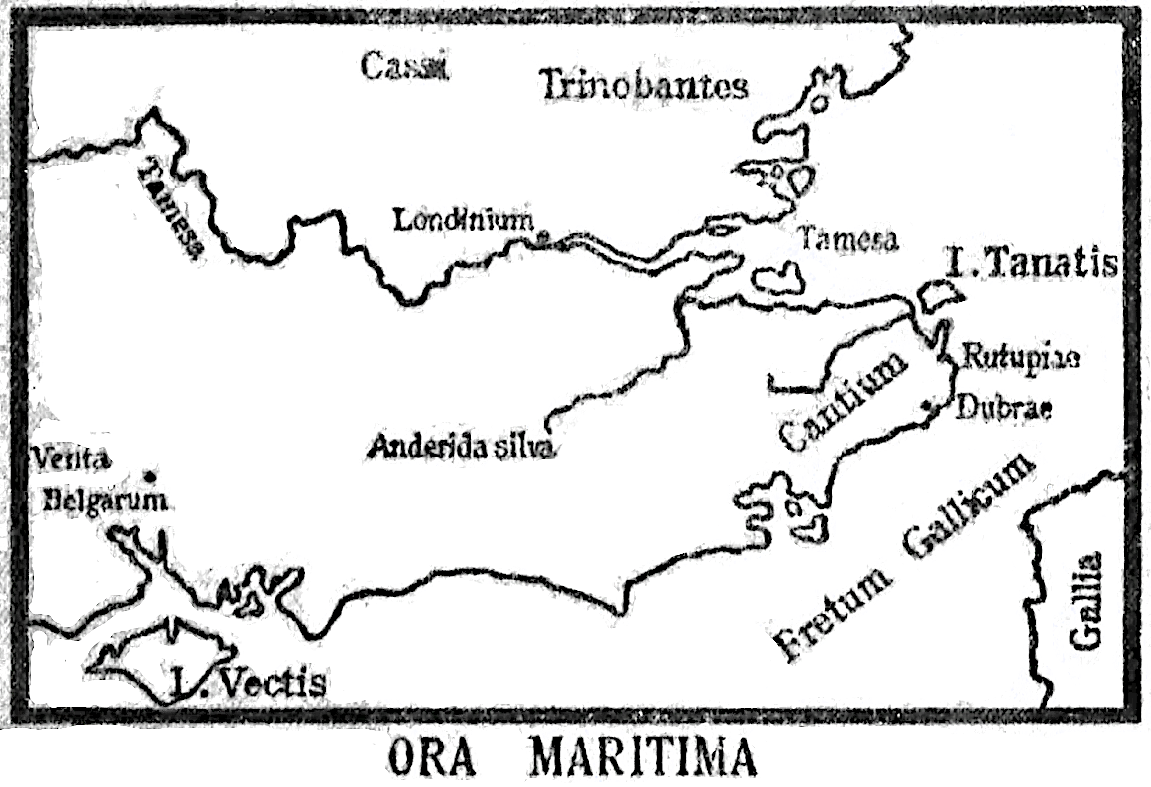 Cassi
Trinobantes
Tamesa
Londinium
Tamesa
I. Tanatis
Rutupiae
Cantium
Dubrae
Anderida silva
Venta
Belgarum
Fretum Gallicum
Gallia
I. Vectis
ORA MARITIMA